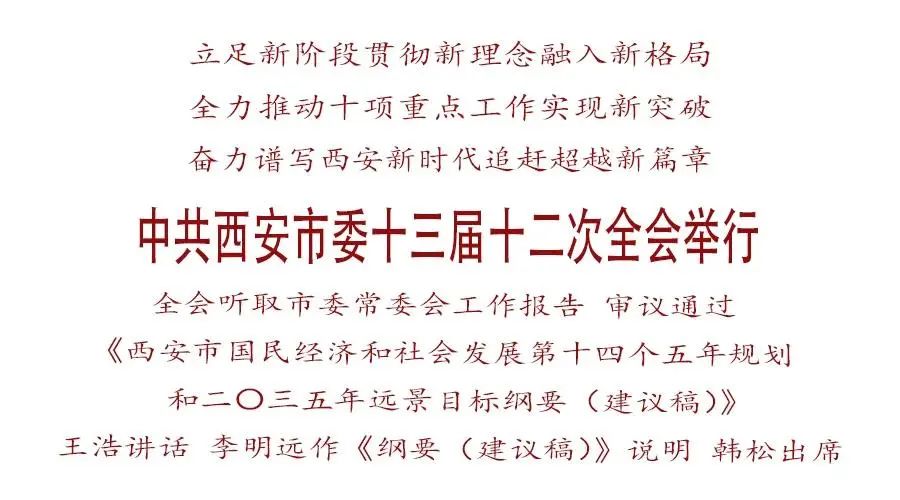 立足新阶段贯彻新理念融入新格局
全力推动十项重点工作实现新突破
奋力谱写西安新时代追赶超越新篇章
中共西安市委十三届十二次全会举行
全会听取市委常委会工作报告 审议通过
《西安市国民经济和社会发展第十四个五年规划
和二〇三五年远景目标纲要（建议稿）》
王浩讲话 李明远作《纲要（建议稿）》说明 韩松出席